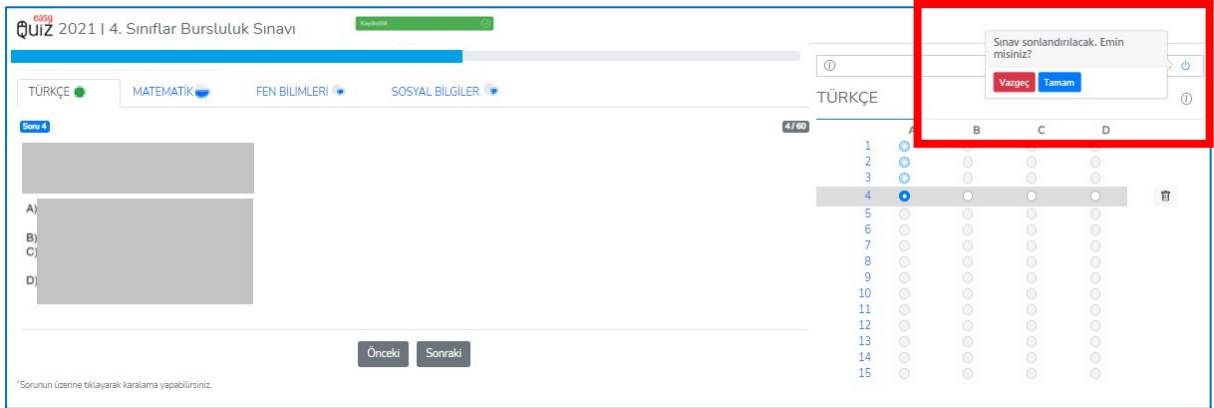 easy
Quiz 2021 | 4. Sınıflar Bursluluk Sınavı
Kaydedildi
Sınav sonlandırılacak. Emin
misiniz?
Vazgeç Tamam
TÜRKÇE MATEMATİK FEN BİLİMLERİ SOSYAL BİLGİLER
TÜRKÇE
Soru 4
4 / 60
A B C D
1
2
3
4
5
6
7
8
9
10
11
12
13
14
15
A)
B)
C)
D)
Önceki Sonraki
*Sorunun üzerine tıklayarak karalama yapabilirsiniz.